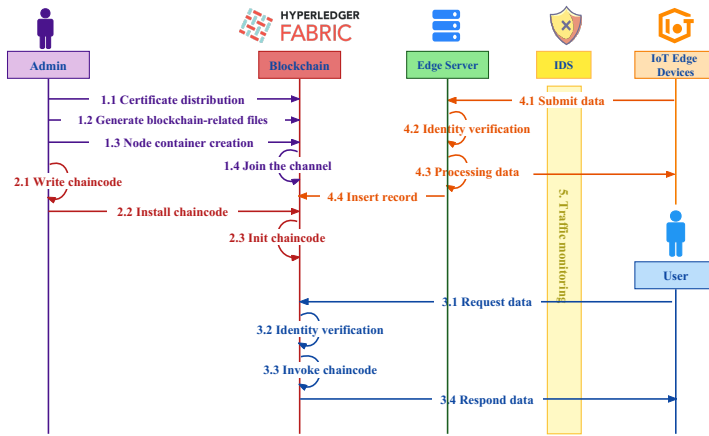 HYPERLEDGER
FABRIC
IoT
Admin
Blockchain
Edge Server
IDS
IoT Edge
Devices
1.1 Certificate distribution
4.1 Submit data
1.2 Generate blockchain-related files
4.2 Identity verification
1.3 Node container creation
1.4 Join the channel
4.3 Processing data
2.1 Write chaincode
4.4 Insert record
2.2 Install chaincode
2.3 Init chaincode
5. Traffic monitoring
User
3.1 Request data
3.2 Identity verification
3.3 Invoke chaincode
3.4 Respond data